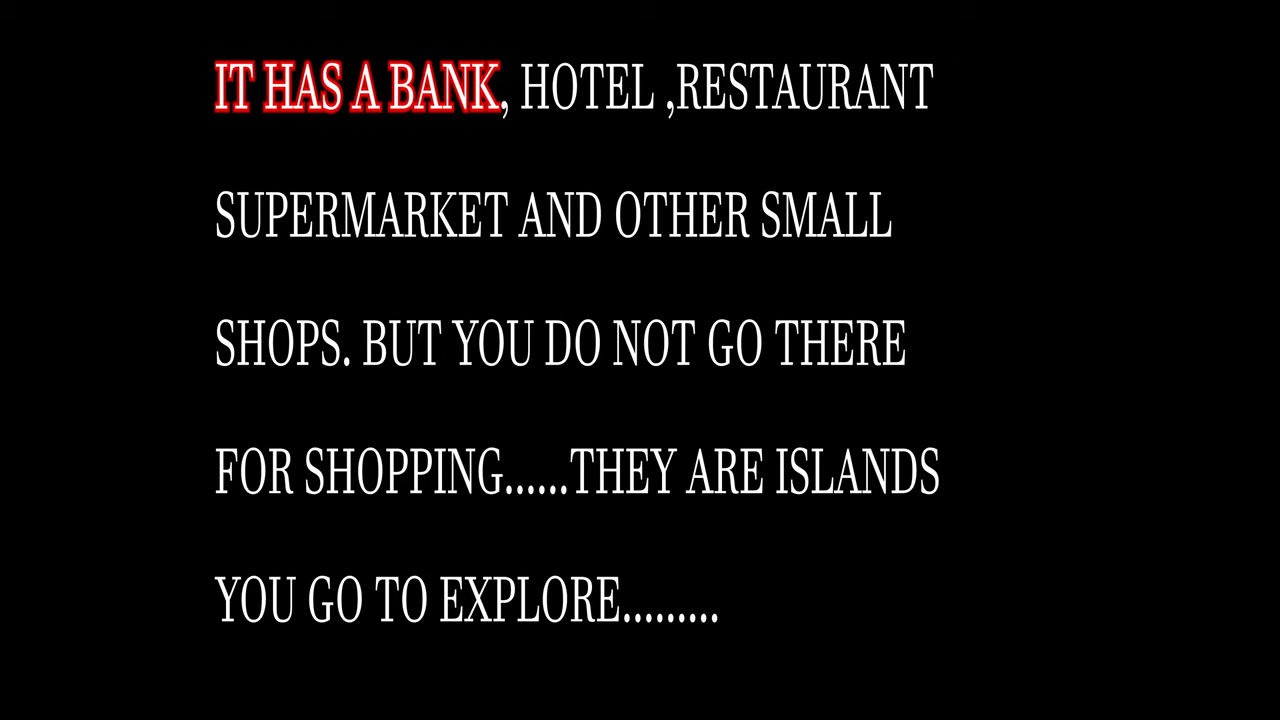 IT HAS A BANK, HOTEL ,RESTAURANT
SUPERMARKET AND OTHER SMALL
SHOPS. BUT YOU DO NOT GO THERE
FOR SHOPPING......THEY ARE ISLANDS
YOU GO TO EXPLORE.........